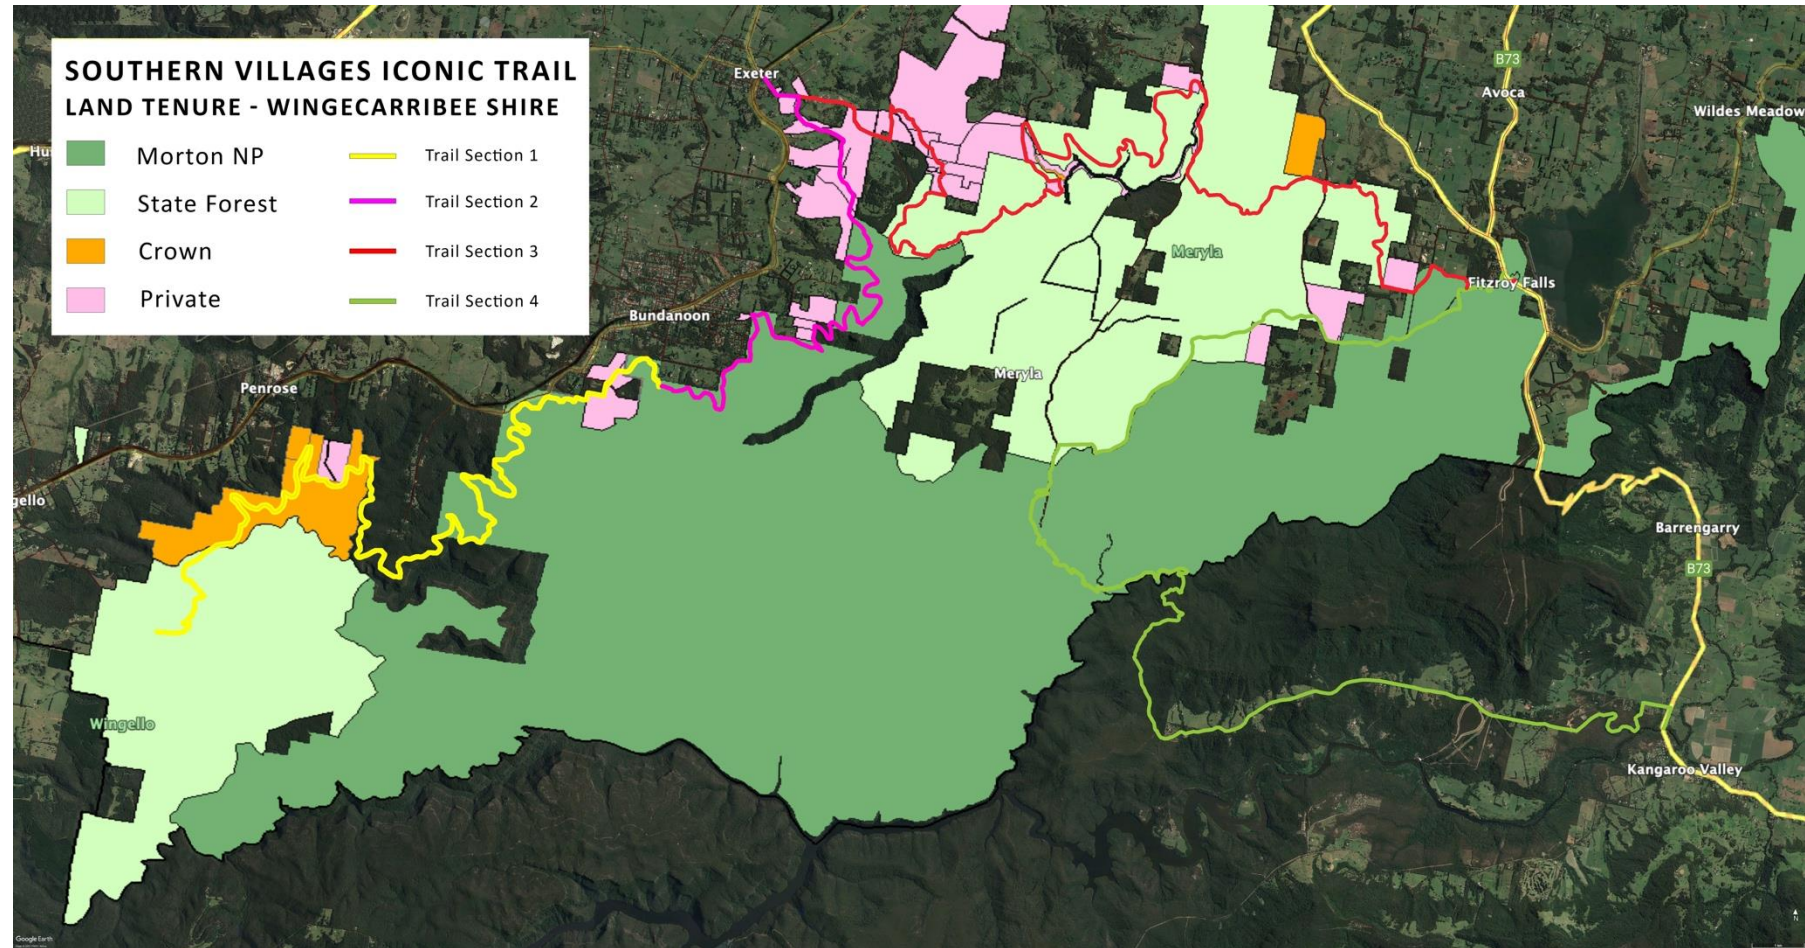 SOUTHERN VILLAGES ICONIC TRAIL
LAND TENURE - WINGECARRIBEE SHIRE
Morton NP
Trail Section 1
State Forest
Trail Section 2
Crown
Trail Section 3
Private
Trail Section 4
Exeter
B73
Avoca
Wildes Meadow
Hu
Meryla
Fitzroy Falls
Bundanoon
Meryla
Penrose
gello
Barrengarry
B73
Wingello
Kangaroo Valley
Google Earth
N